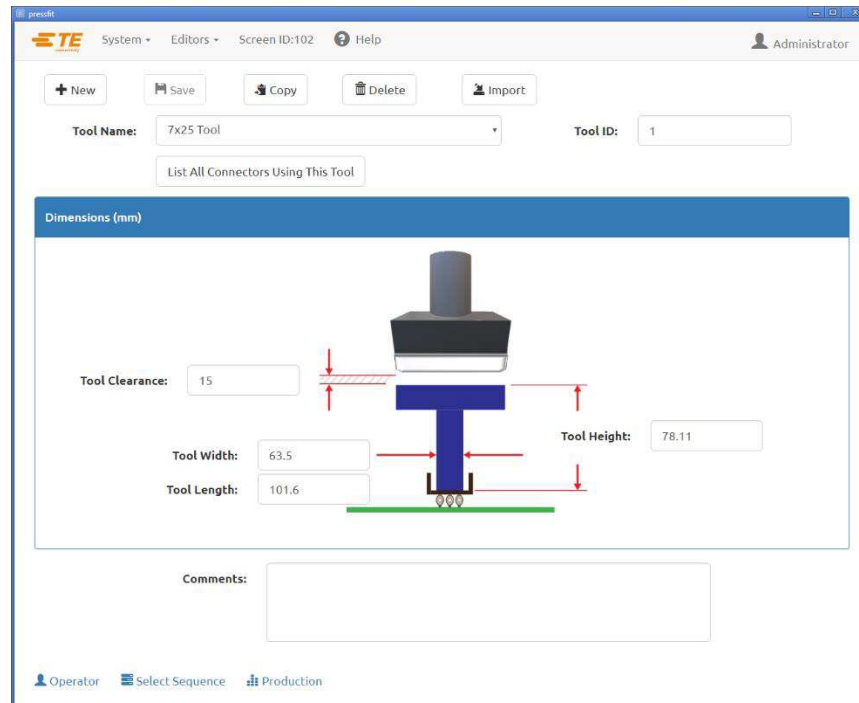 pressfit
TE connectivity System Editors Screen ID:102 Help Administrator
New Save Copy Delete Import
Tool Name: 7x25 Tool Tool ID: 1
List All Connectors Using This Tool
Dimensions (mm)
Tool Clearance: 15
Tool Height: 78.11
Tool Width: 63.5
Tool Length: 101.6
Comments:
Operator Select Sequence Production